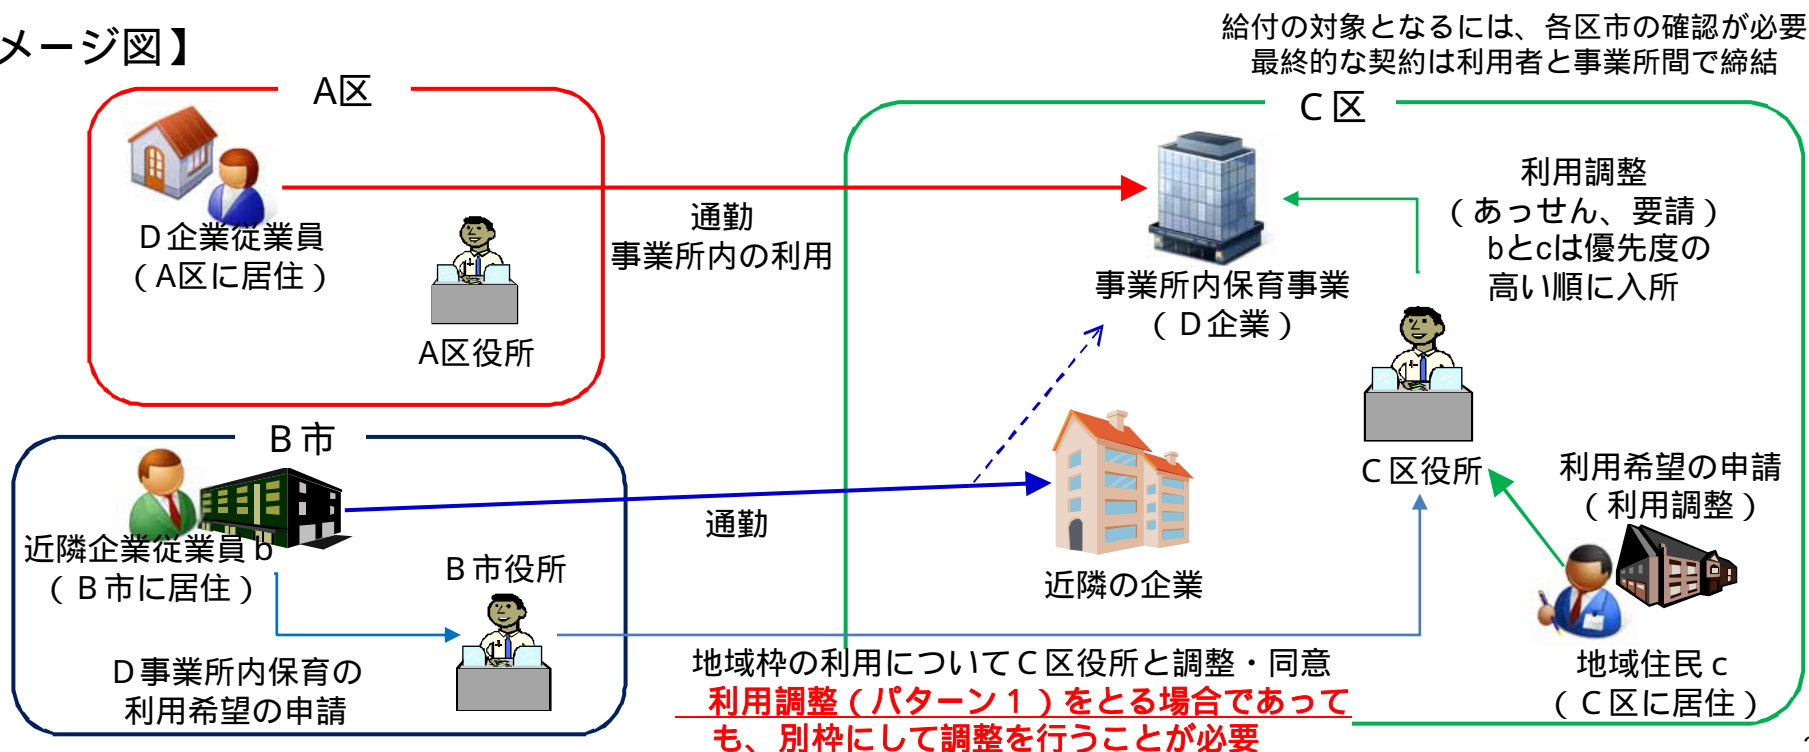 メージ図】
給付の対象となるには、各区市の確認が必要
最終的な契約は利用者と事業所間で締結
A区
D企業従業員
（A区に居住）
A区役所
通勤
事業所内の利用
C区
事業所内保育事業
（D企業）
利用調整
（あっせん、要請）
bとcは優先度の
高い順に入所
C区役所
利用希望の申請
（利用調整）
地域住民c
（C区に居住）
近隣の企業
B市
近隣企業従業員b
（B市に居住）
通勤
B市役所
D事業所内保育の
利用希望の申請
地域枠の利用についてC区役所と調整・同意
利用調整（パターン１）をとる場合であって
も、別枠にして調整を行うことが必要